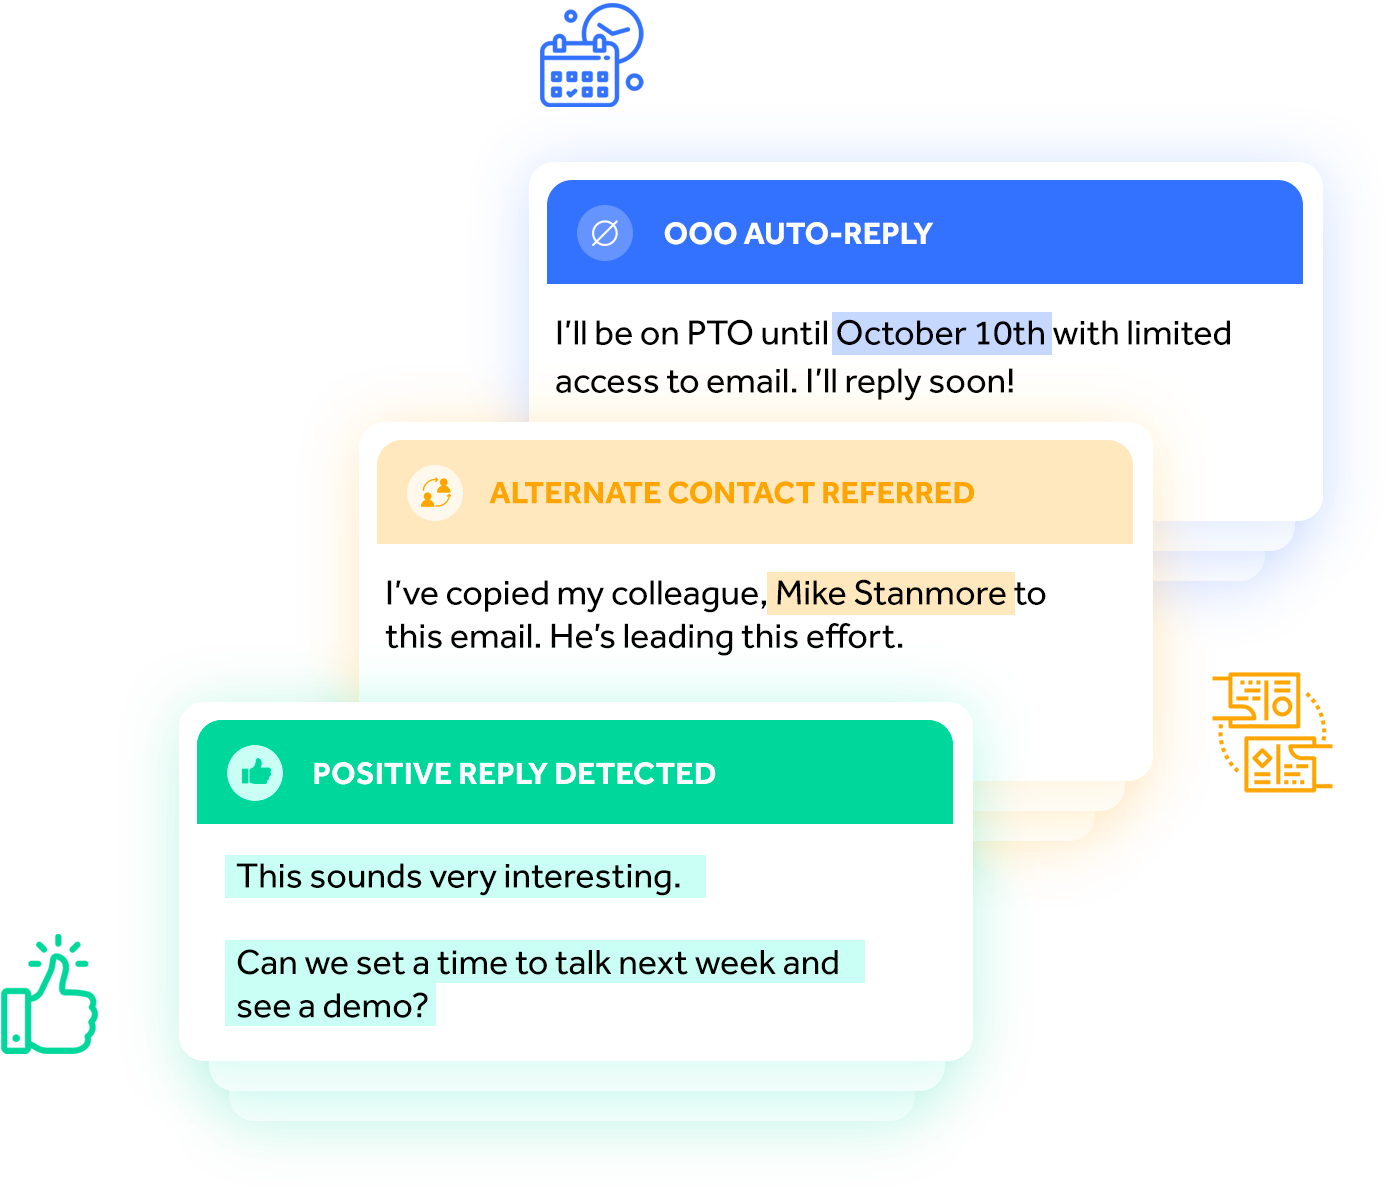 OOO AUTO-REPLY
I’ll be on PTO until October 10th with limited
access to email. I’ll reply soon!
ALTERNATE CONTACT REFERRED
I’ve copied my colleague, Mike Stanmore to
this email. He’s leading this effort.
POSITIVE REPLY DETECTED
This sounds very interesting.
Can we set a time to talk next week and
see a demo?